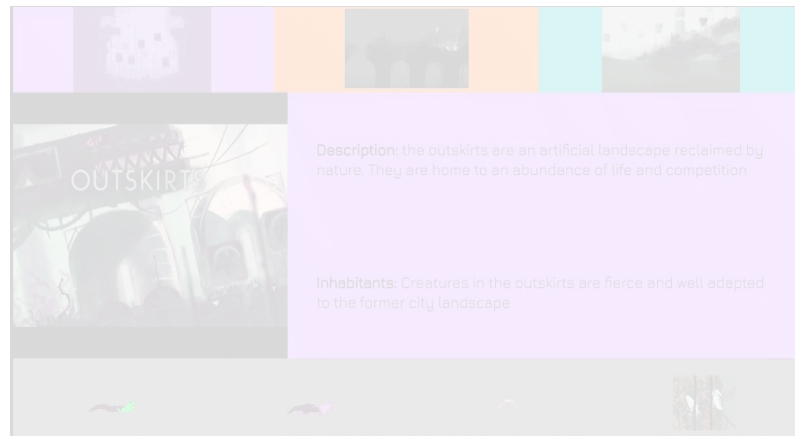 OUTSKIRTS
Description: the outskirts are an artificial landscape reclaimed by
nature. They are home to an abundance of life and competition
Inhabitants: Creatures in the outskirts are fierce and well adapted
to the former city landscape